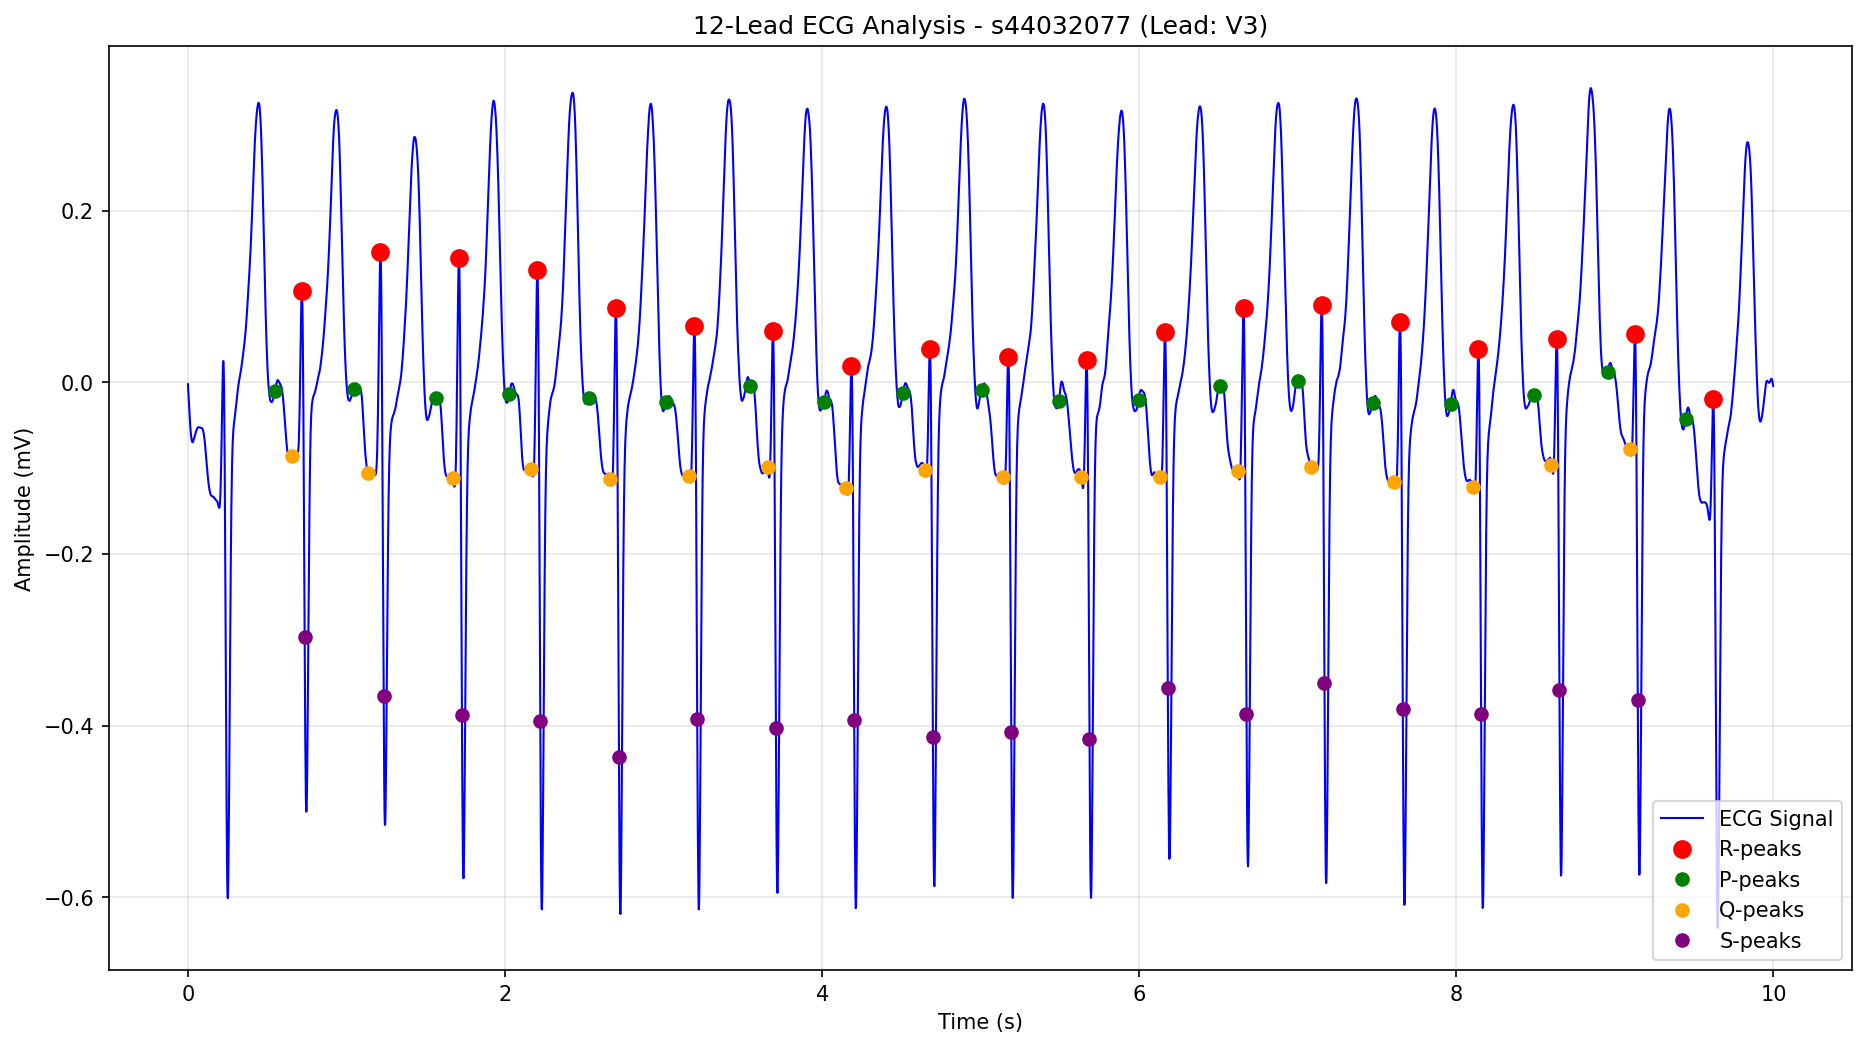 12-Lead ECG Analysis - s44032077 (Lead: V3)
Amplitude (mV)
0.2
0.0
−0.2
−0.4
−0.6
0
2
4
6
8
10
Time (s)
ECG Signal
R-peaks
P-peaks
Q-peaks
S-peaks